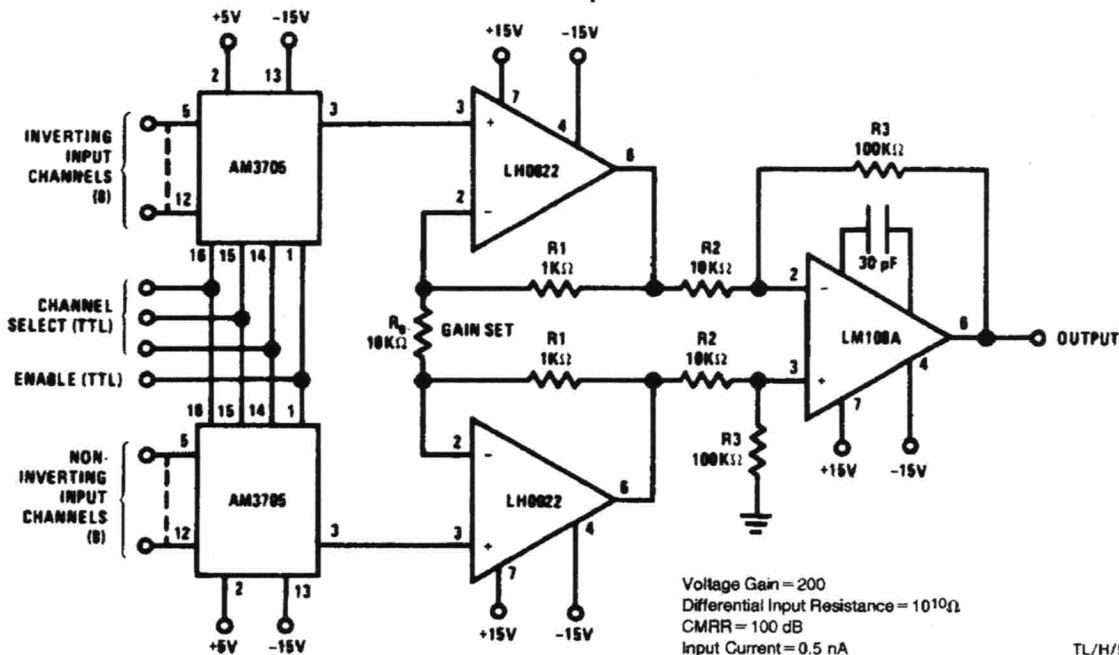 +5V
-15V
2
13
5
3
INVERTING
INPUT
CHANNELS
(8)
AM3705
12
16
15
14
1
CHANNEL
SELECT (TTL)
ENABLE (TTL)
16
15
14
1
5
NON-
INVERTING
INPUT
CHANNELS
(8)
AM3705
12
3
2
13
+5V
-15V
+15V
-15V
7
4
3
+
LH0022
6
2
-
R1
1KΩ
R2
10KΩ
GAIN SET
10KΩ
R1
1KΩ
R2
10KΩ
2
-
LH0022
6
3
+
4
7
+15V
-15V
R3
100KΩ
30 pF
2
-
LM108A
6
OUTPUT
3
+
4
7
R3
100KΩ
+15V
-15V
Voltage Gain = 200
Differential Input Resistance = 10¹⁰Ω
CMRR = 100 dB
Input Current = 0.5 nA